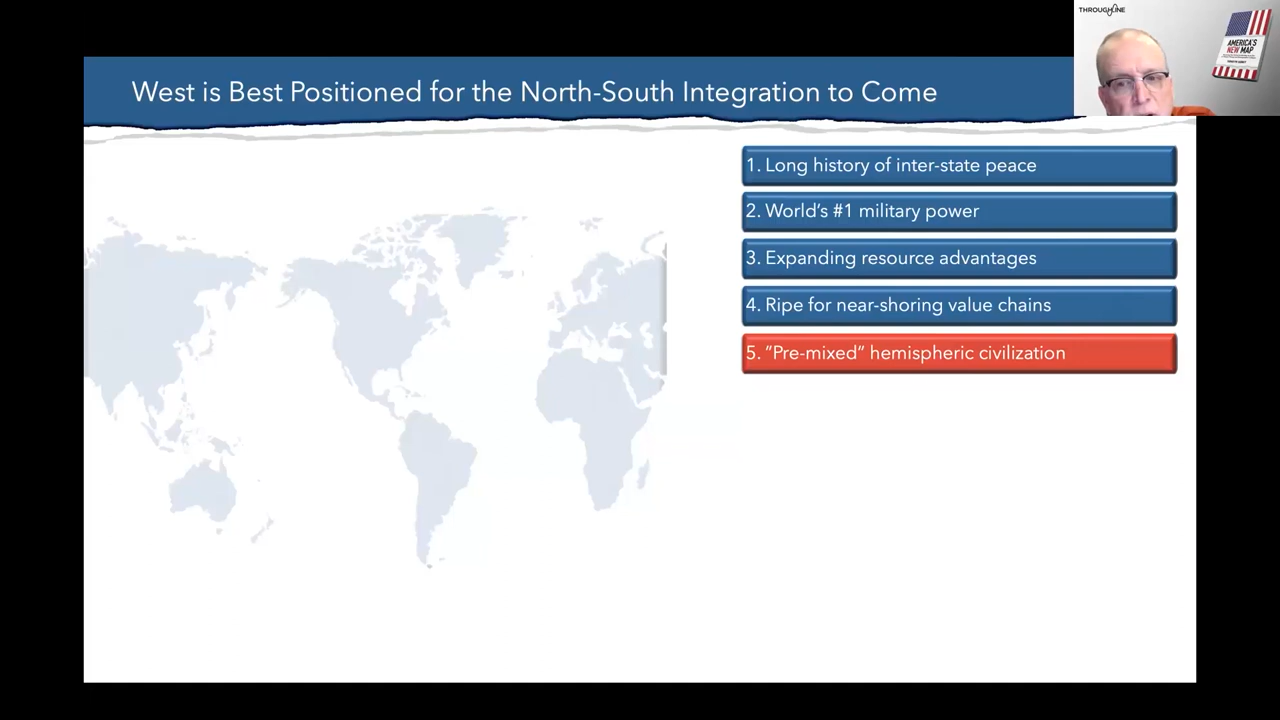 THROUGHLINE
AMERICA'S
NEW MAP
West is Best Positioned for the North-South Integration to Come
1. Long history of inter-state peace
2. World’s #1 military power
3. Expanding resource advantages
4. Ripe for near-shoring value chains
5. ”Pre-mixed” hemispheric civilization